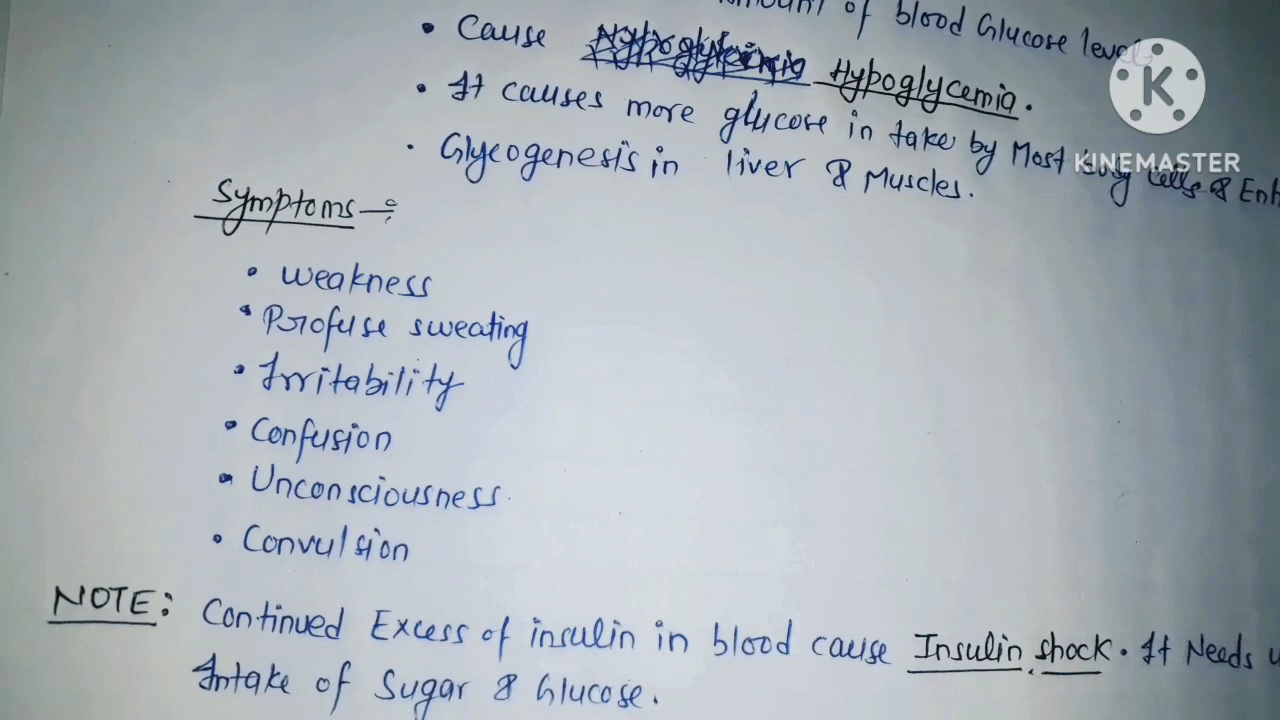 Amount of blood Glucose level
• Cause Hypoglycemia.
• It causes more glucose in take by Most Cells &
• Glycogenesis in liver & Muscles.
K
KINEMASTER
Symptoms —:
• Weakness
• Profuse sweating
• Irritability
• Confusion
• Unconsciousness.
• Convulsion
NOTE: Continued Excess of insulin in blood cause Insulin shock. It Needs
Intake of Sugar & Glucose.